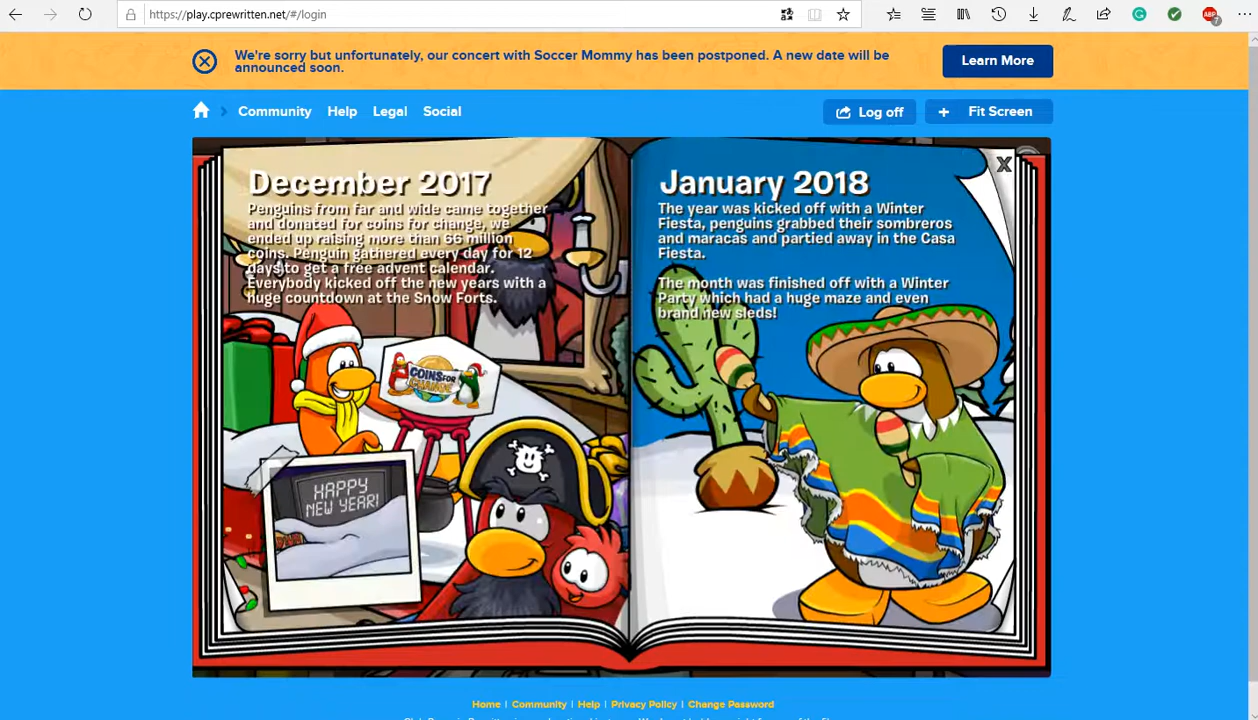 https://play.cprewritten.net/#/login
ABP
7
We're sorry but unfortunately, our concert with Soccer Mommy has been postponed. A new date will be
announced soon.
Learn More
Community
Help
Legal
Social
Log off
+ Fit Screen
December 2017
Penguins from far and wide came together
and donated for coins for change, we
ended up raising more than 66 million
coins. Penguin gathered every day for 12
days to get a free advent calendar.
Everybody kicked off the new years with a
huge countdown at the Snow Forts.
COINS FOR
CHANGE
HAPPY
NEW YEAR!
January 2018
X
The year was kicked off with a Winter
Fiesta, penguins grabbed their sombreros
and maracas and partied away in the Casa
Fiesta.
The month was finished off with a Winter
Party which had a huge maze and even
brand new sleds!
Home | Community | Help | Privacy Policy | Change Password